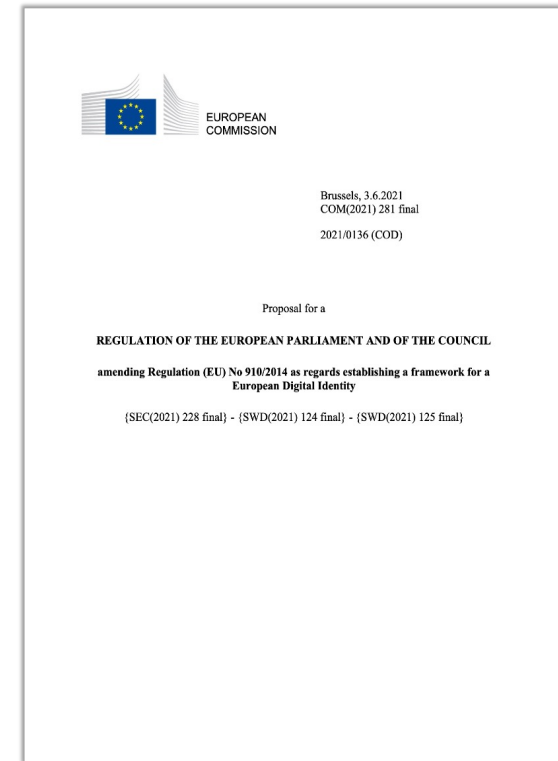 EUROPEAN
COMMISSION
Brussels, 3.6.2021
COM(2021) 281 final
2021/0136 (COD)
Proposal for a
REGULATION OF THE EUROPEAN PARLIAMENT AND OF THE COUNCIL
amending Regulation (EU) No 910/2014 as regards establishing a framework for a
European Digital Identity
{SEC(2021) 228 final} - {SWD(2021) 124 final} - {SWD(2021) 125 final}